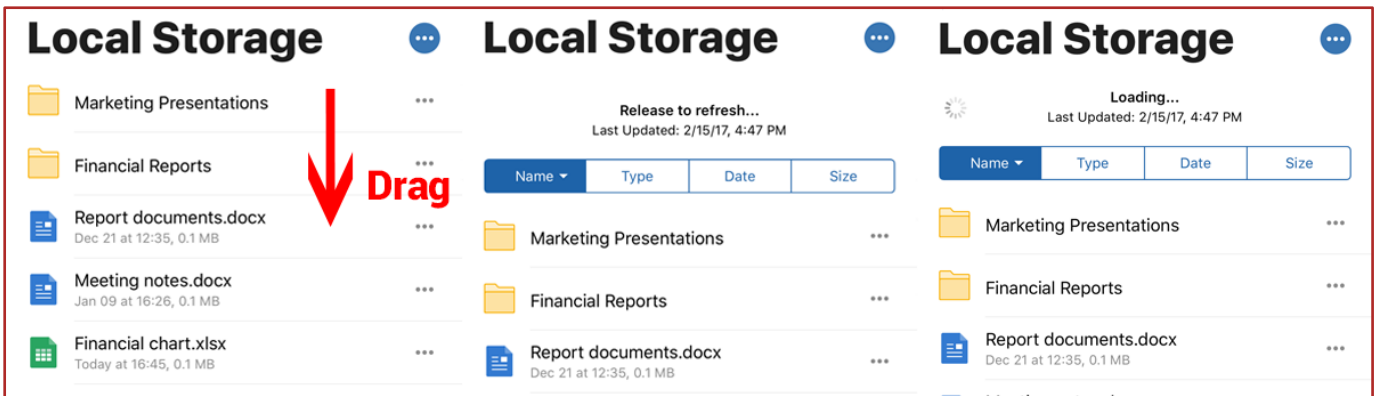 Local Storage
Marketing Presentations
Financial Reports
Drag
Report documents.docx
Dec 21 at 12:35, 0.1 MB
Meeting notes.docx
Jan 09 at 16:26, 0.1 MB
Financial chart.xlsx
Today at 16:45, 0.1 MB
Local Storage
Release to refresh...
Last Updated: 2/15/17, 4:47 PM
Name Type Date Size
Marketing Presentations
Financial Reports
Report documents.docx
Dec 21 at 12:35, 0.1 MB
Local Storage
Loading...
Last Updated: 2/15/17, 4:47 PM
Name Type Date Size
Marketing Presentations
Financial Reports
Report documents.docx
Dec 21 at 12:35, 0.1 MB